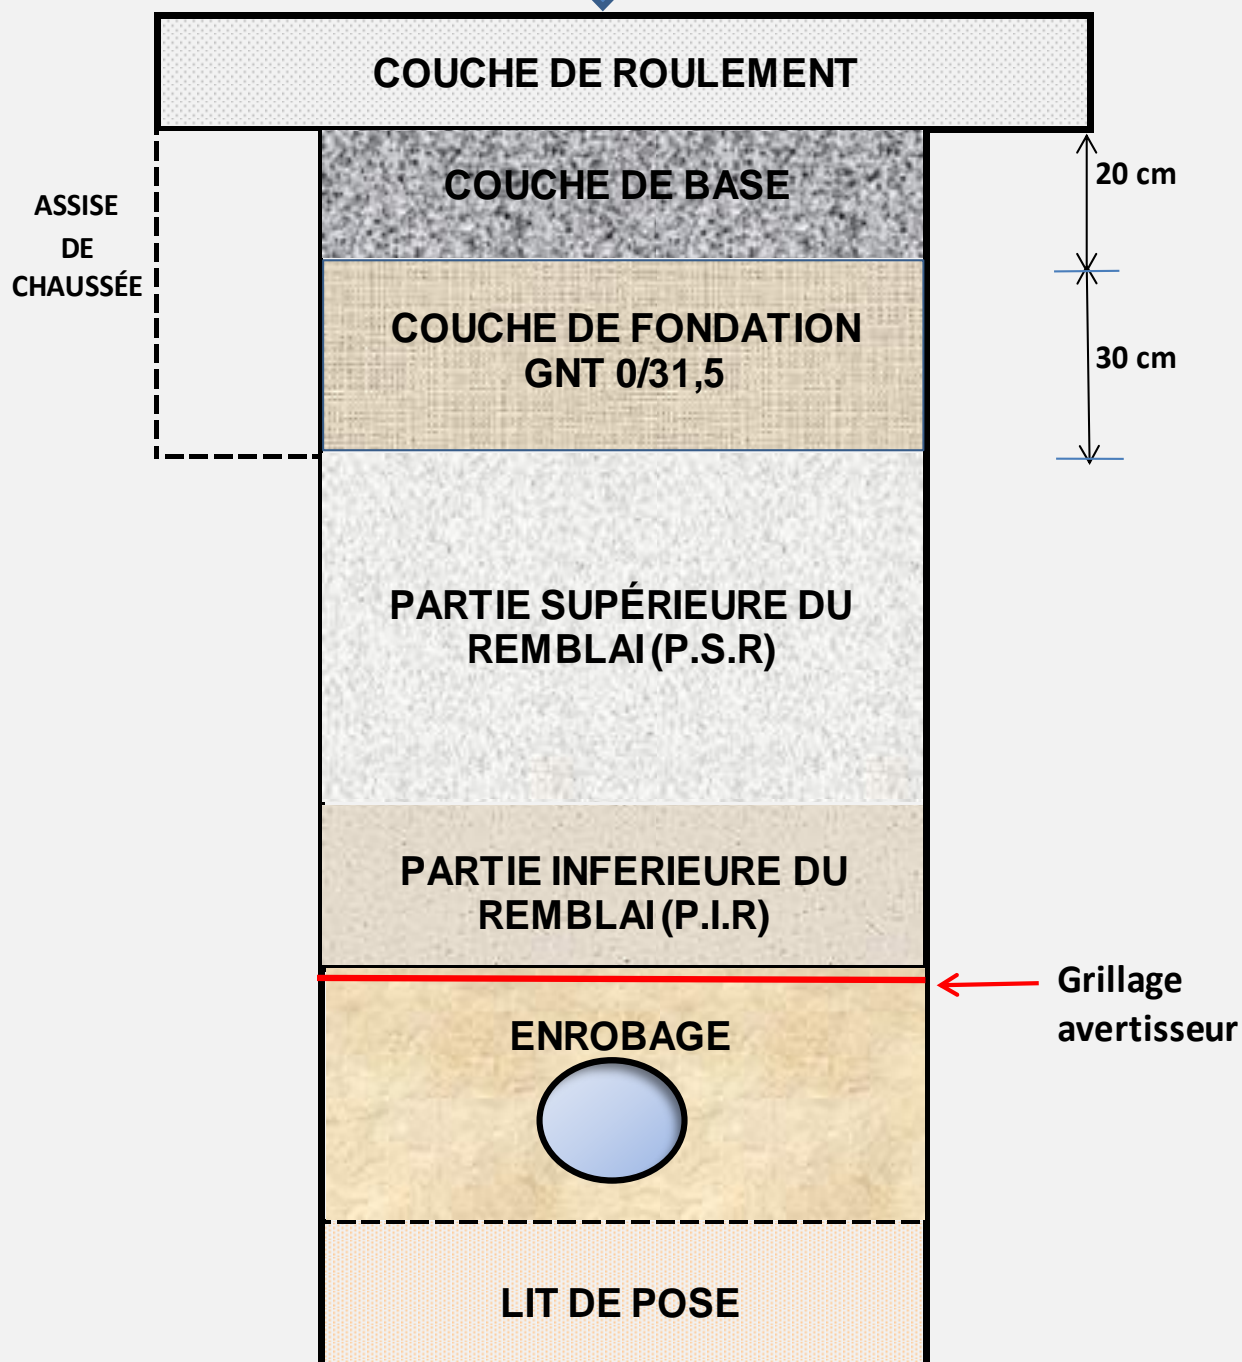 COUCHE DE ROULEMENT
COUCHE DE BASE
20 cm
ASSISE
DE
CHAUSSÉE
COUCHE DE FONDATION
GNT 0/31,5
30 cm
PARTIE SUPÉRIEURE DU
REMBLAI (P.S.R)
PARTIE INFERIEURE DU
REMBLAI (P.I.R)
Grillage
avertisseur
ENROBAGE
LIT DE POSE